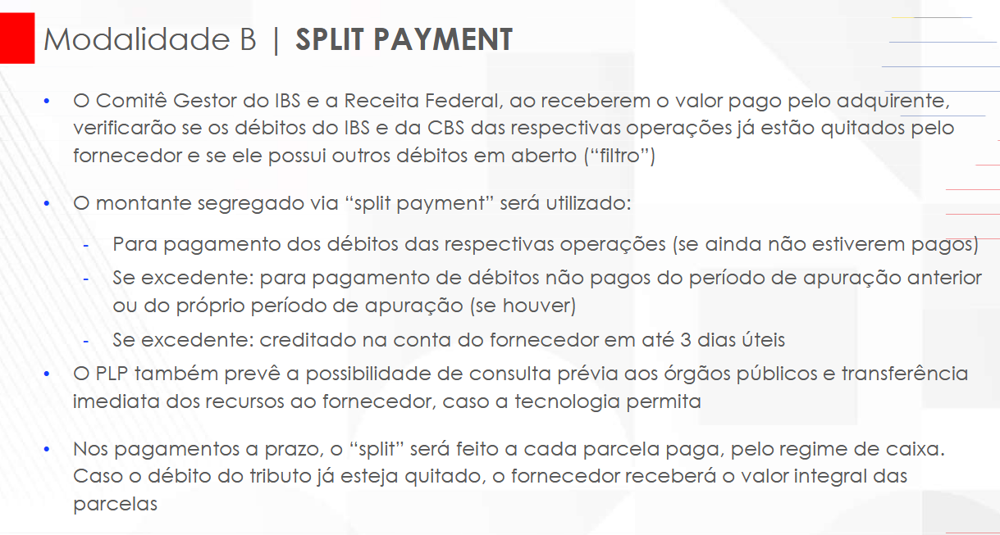 Modalidade B | SPLIT PAYMENT
• O Comitê Gestor do IBS e a Receita Federal, ao receberem o valor pago pelo adquirente,
verificarão se os débitos do IBS e da CBS das respectivas operações já estão quitados pelo
fornecedor e se ele possui outros débitos em aberto (“filtro”)
• O montante segregado via “split payment” será utilizado:
- Para pagamento dos débitos das respectivas operações (se ainda não estiverem pagos)
- Se excedente: para pagamento de débitos não pagos do período de apuração anterior
ou do próprio período de apuração (se houver)
- Se excedente: creditado na conta do fornecedor em até 3 dias úteis
• O PLP também prevê a possibilidade de consulta prévia aos órgãos públicos e transferência
imediata dos recursos ao fornecedor, caso a tecnologia permita
• Nos pagamentos a prazo, o “split” será feito a cada parcela paga, pelo regime de caixa.
Caso o débito do tributo já esteja quitado, o fornecedor receberá o valor integral das
parcelas